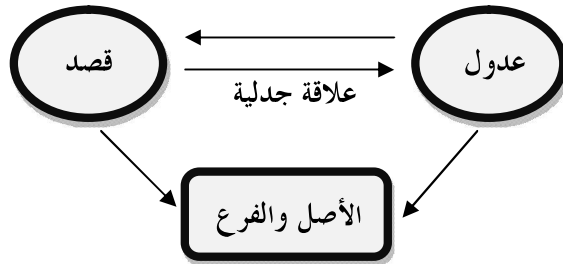 عدول
قصد
علاقة جدلية
الأصل والفرع